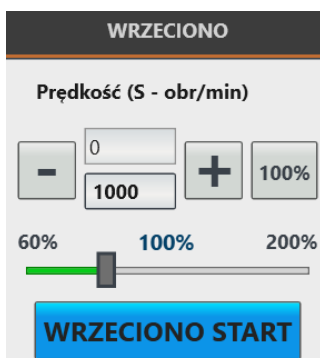 WRZECIONO
Prędkość (S - obr/min)
- 0 + 100%
1000
60% 100% 200%
WRZECIONO START